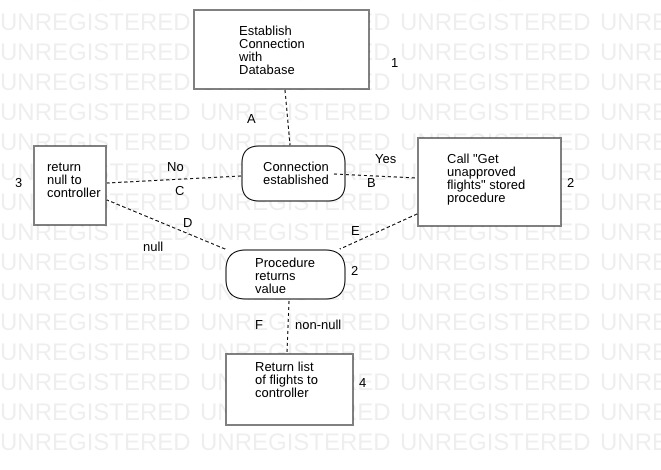 Establish
Connection
with
Database
1
A
3
return
null to
controller
No
C
Connection
established
Yes
B
Call "Get
unapproved
flights" stored
procedure
2
D
null
E
Procedure
returns
value
2
F
non-null
Return list
of flights to
controller
4
UNREGISTERED